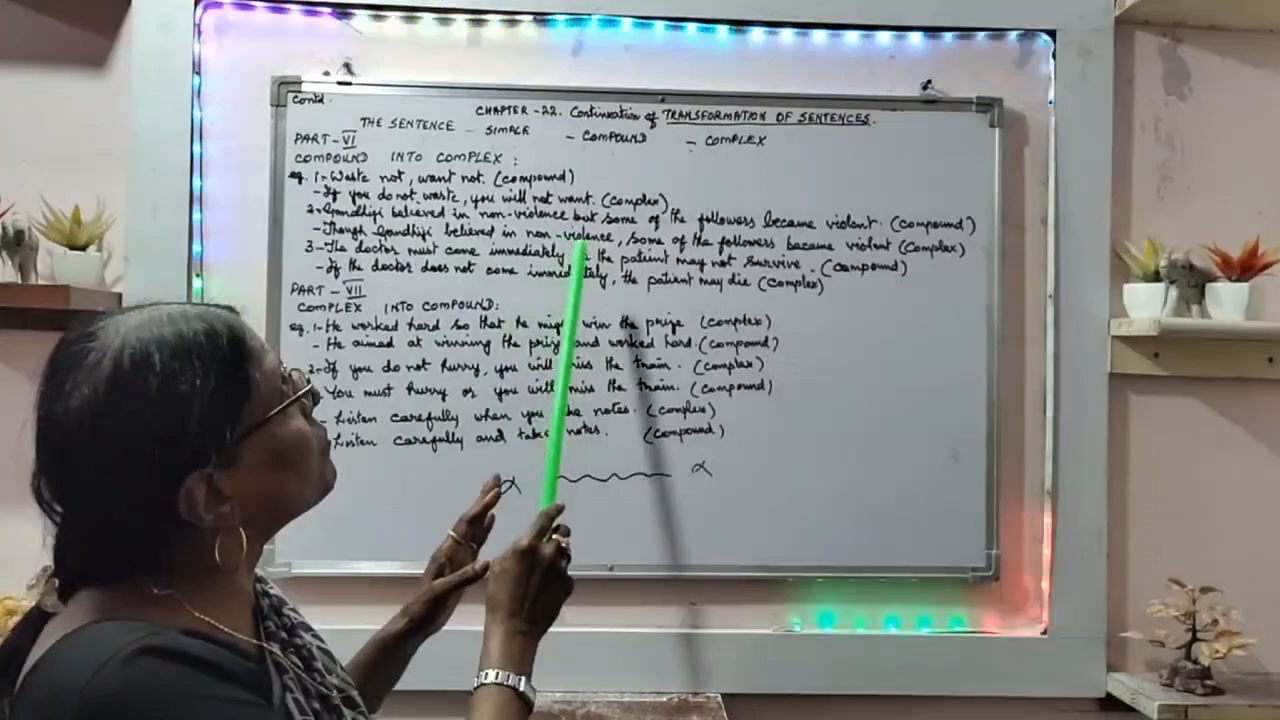 Contd.
CHAPTER -22. Continuation of TRANSFORMATION OF SENTENCES.
THE SENTENCE - SIMPLE - COMPOUND - COMPLEX
PART - VI
COMPOUND INTO COMPLEX :
eg. 1- Waste not, want not. (compound)
- If you do not waste, you will not want. (complex)
2- Gandhiji believed in non-violence but some of the followers became violent. (compound)
- Though Gandhiji believed in non-violence, some of the followers became violent (complex)
3- The doctor must come immediately the patient may not survive. (compound)
- If the doctor does not come immediately, the patient may die (complex)
PART - VII
COMPLEX INTO COMPOUND:
eg. 1- He worked hard so that he might win the prize (complex)
- He aimed at winning the prize and worked hard. (compound)
2- If you do not hurry, you will miss the train. (complex)
You must hurry or you will miss the train. (compound)
- Listen carefully when you the notes. (complex)
Listen carefully and take notes. (compound)